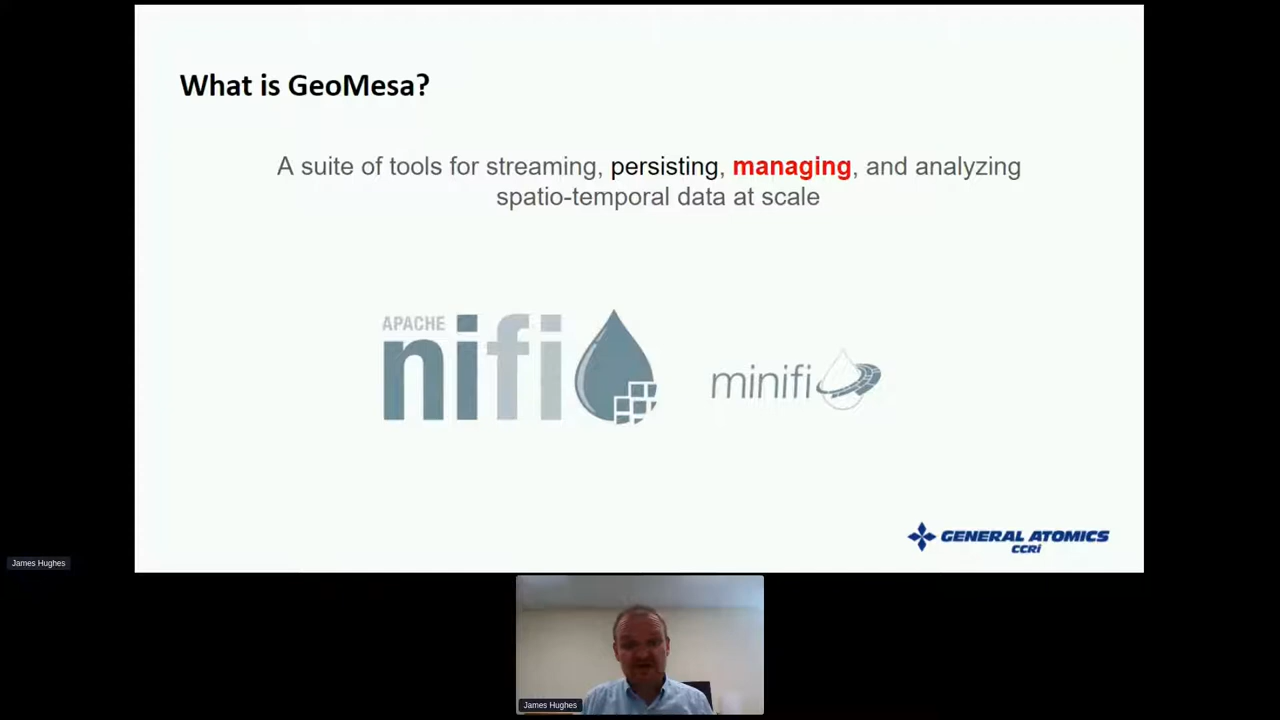 What is GeoMesa?
A suite of tools for streaming, persisting, managing, and analyzing
spatio-temporal data at scale
APACHE
nifi
minifi
GENERAL ATOMICS
CCRi
James Hughes
James Hughes